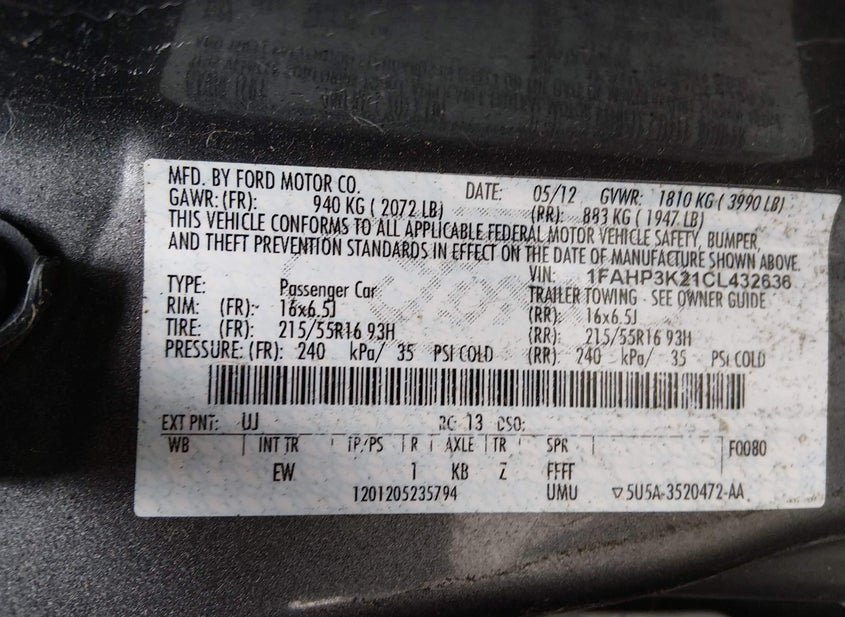 MFD. BY FORD MOTOR CO. DATE: 05/12 GVWR: 1810 KG ( 3990 LB)
GAWR: (FR): 940 KG ( 2072 LB) (RR): 883 KG ( 1947 LB)
THIS VEHICLE CONFORMS TO ALL APPLICABLE FEDERAL MOTOR VEHICLE SAFETY, BUMPER,
AND THEFT PREVENTION STANDARDS IN EFFECT ON THE DATE OF MANUFACTURE SHOWN ABOVE.
VIN: 1FAHP3K21CL432636
TYPE: Passenger Car TRAILER TOWING - SEE OWNER GUIDE
RIM: (FR): 16x6.5J (RR): 16x6.5J
TIRE: (FR): 215/55R16 93H (RR): 215/55R16 93H
PRESSURE: (FR): 240 kPa/ 35 PSI COLD (RR): 240 kPa/ 35 PSI COLD
EXT PNT: UJ RC: 13 DSO:
WB INT TR TP/PS R AXLE TR SPR F0080
EW 1 KB Z FFFF
1201205235794 UMU ▽5U5A-3520472-AA